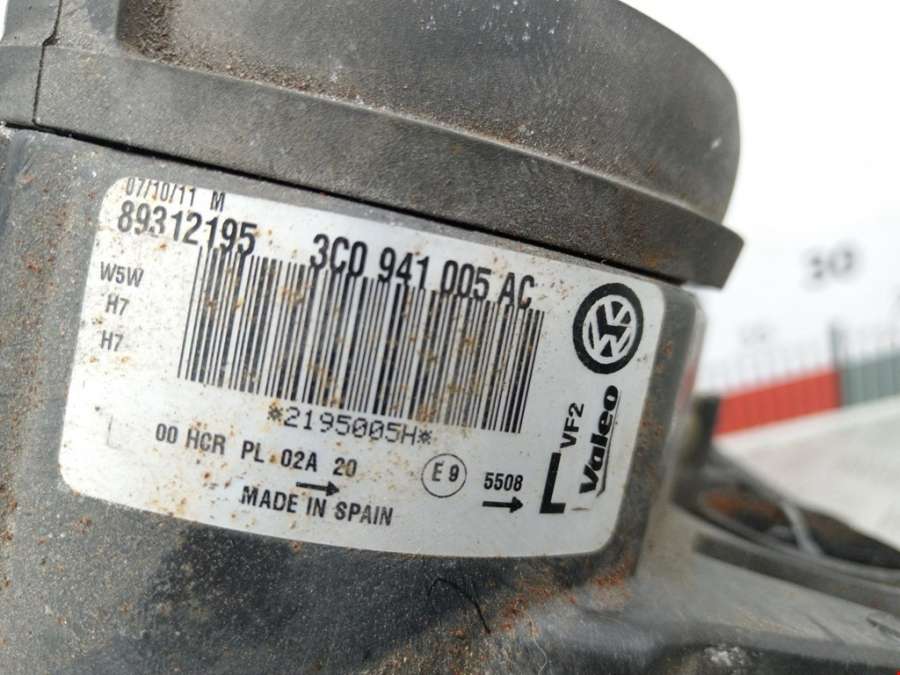 07/10/11 M
89312195 3C0 941 005 AC
W5W
H7
H7
*2195005H*
L 00 HCR PL 02A 20
E 9 5508
MADE IN SPAIN
VF2
Valeo
L
30